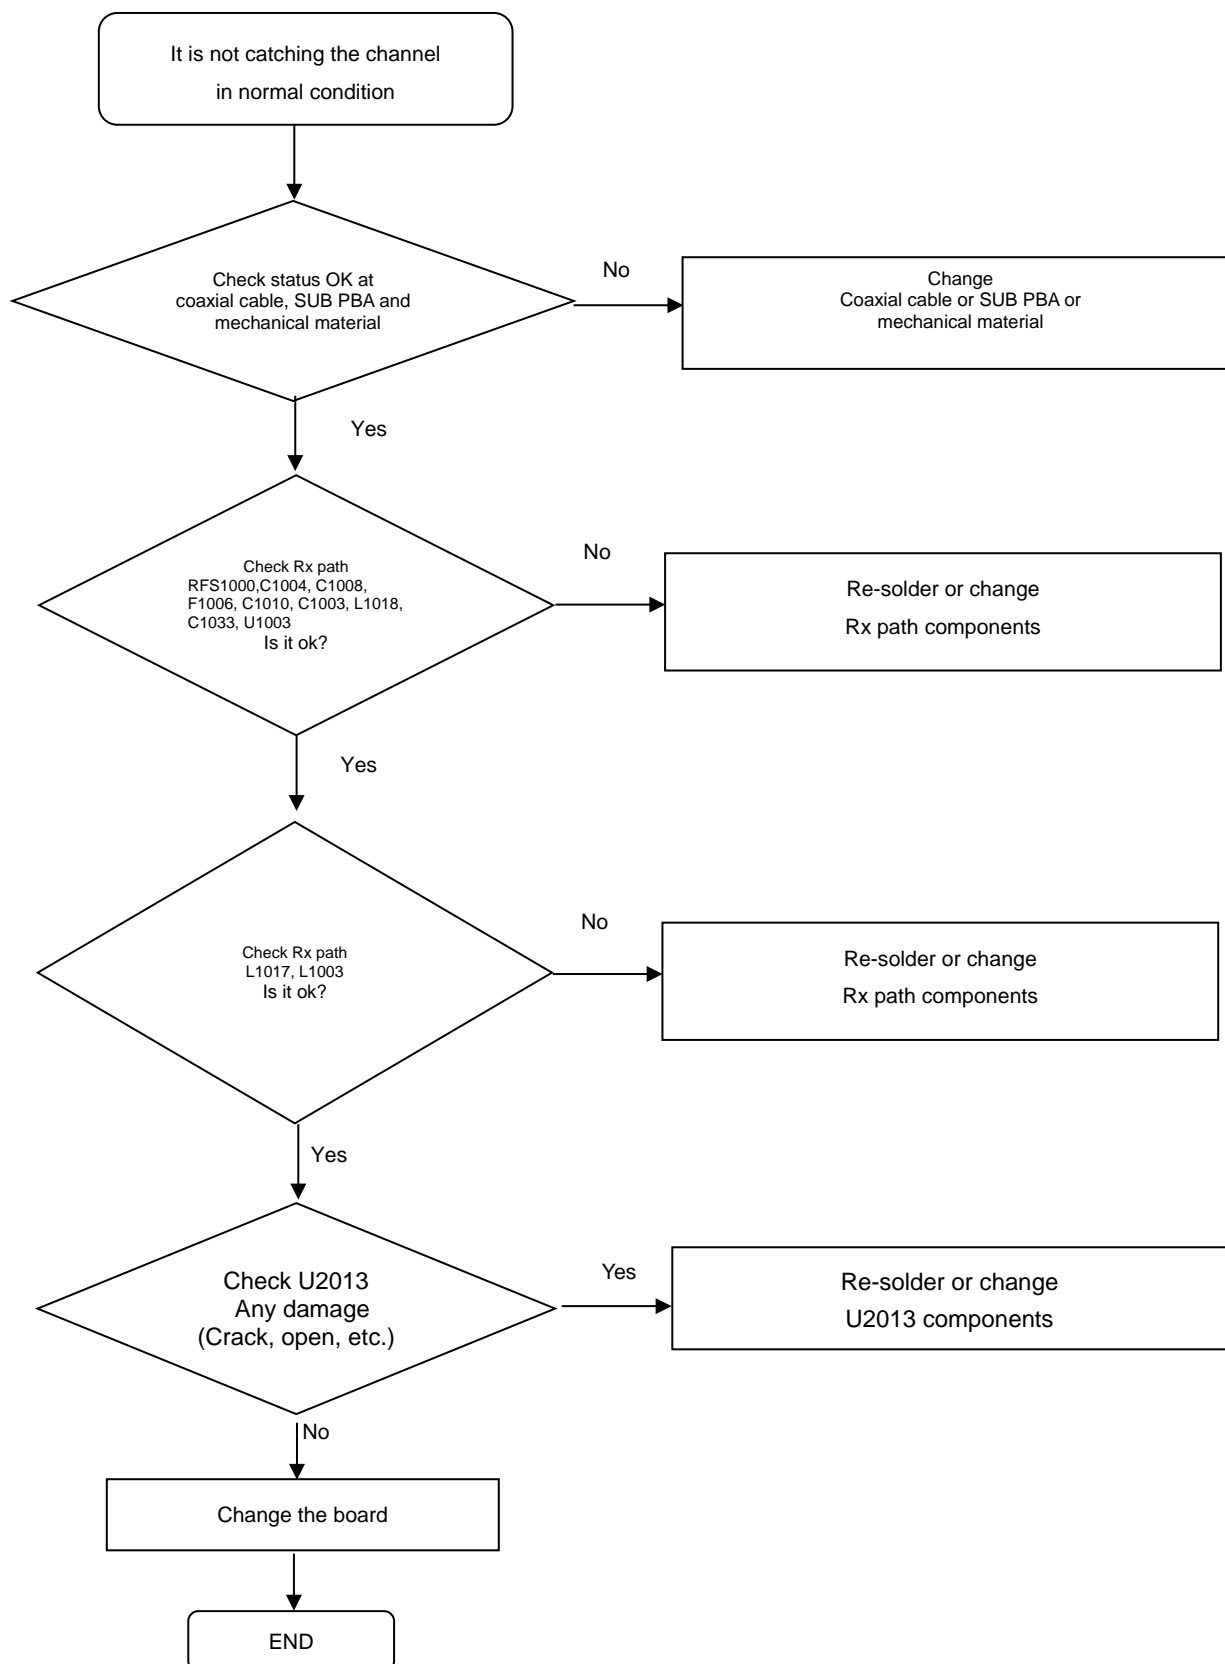 It is not catching the channel
in normal condition
Check status OK at
coaxial cable, SUB PBA and
mechanical material
No
Change
Coaxial cable or SUB PBA or
mechanical material
Yes
Check Rx path
RFS1000,C1004, C1008,
F1006, C1010, C1003, L1018,
C1033, U1003
Is it ok?
No
Re-solder or change
Rx path components
Yes
Check Rx path
L1017, L1003
Is it ok?
No
Re-solder or change
Rx path components
Yes
Check U2013
Any damage
(Crack, open, etc.)
Yes
Re-solder or change
U2013 components
No
Change the board
END